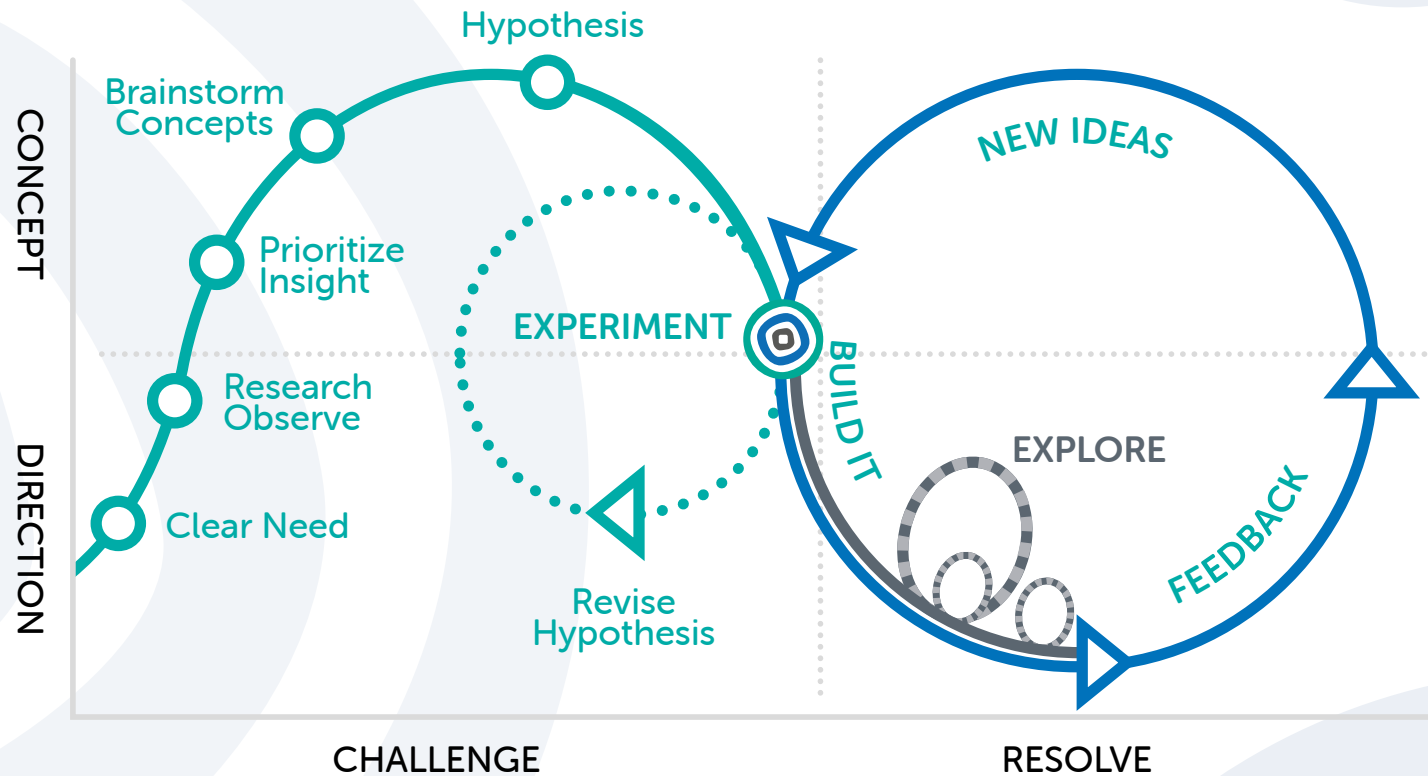 Hypothesis
Brainstorm
Concepts
Prioritize
Insight
Research
Observe
Clear Need
EXPERIMENT
Revise
Hypothesis
NEW IDEAS
BUILD IT
EXPLORE
FEEDBACK
CONCEPT
DIRECTION
CHALLENGE
RESOLVE